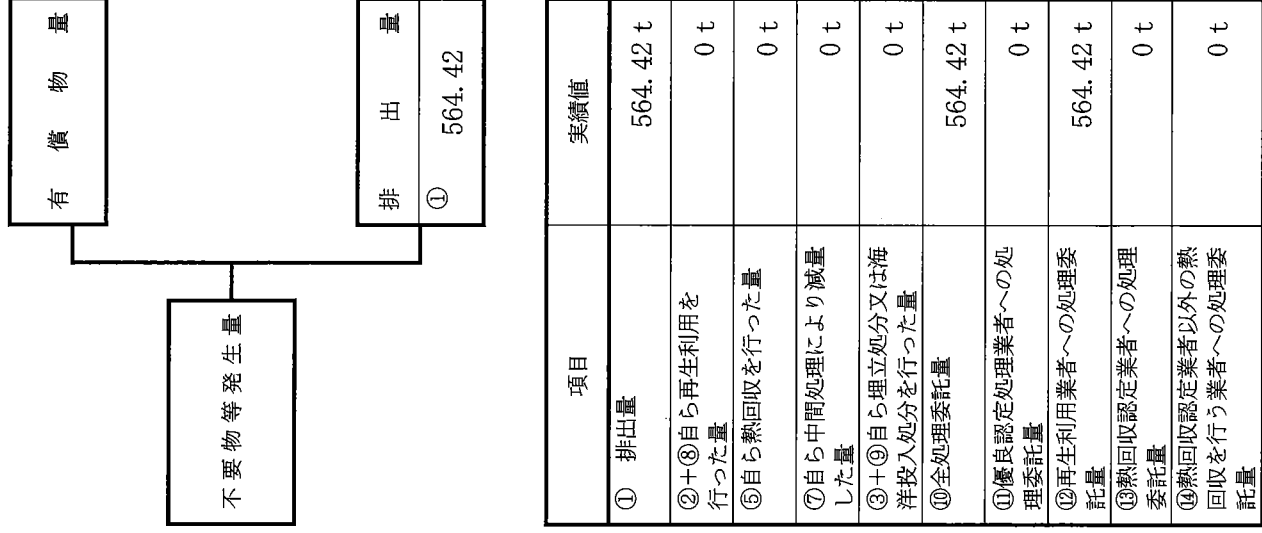 不要物等発生量
有償物量
排出量
① 564.42
項目 実績値
① 排出量 564.42 t
②+⑧自ら再生利用を
行った量 0 t
⑤自ら熱回収を行った量 0 t
⑦自ら中間処理により減量
した量 0 t
③+⑨自ら埋立処分又は海
洋投入処分を行った量 0 t
⑩全処理委託量 564.42 t
⑪優良認定処理業者への処
理委託量 0 t
⑫再生利用業者への処理委
託量 564.42 t
⑬熱回収認定業者への処理
委託量 0 t
⑭熱回収認定業者以外の熱
回収を行う業者への処理委
託量 0 t